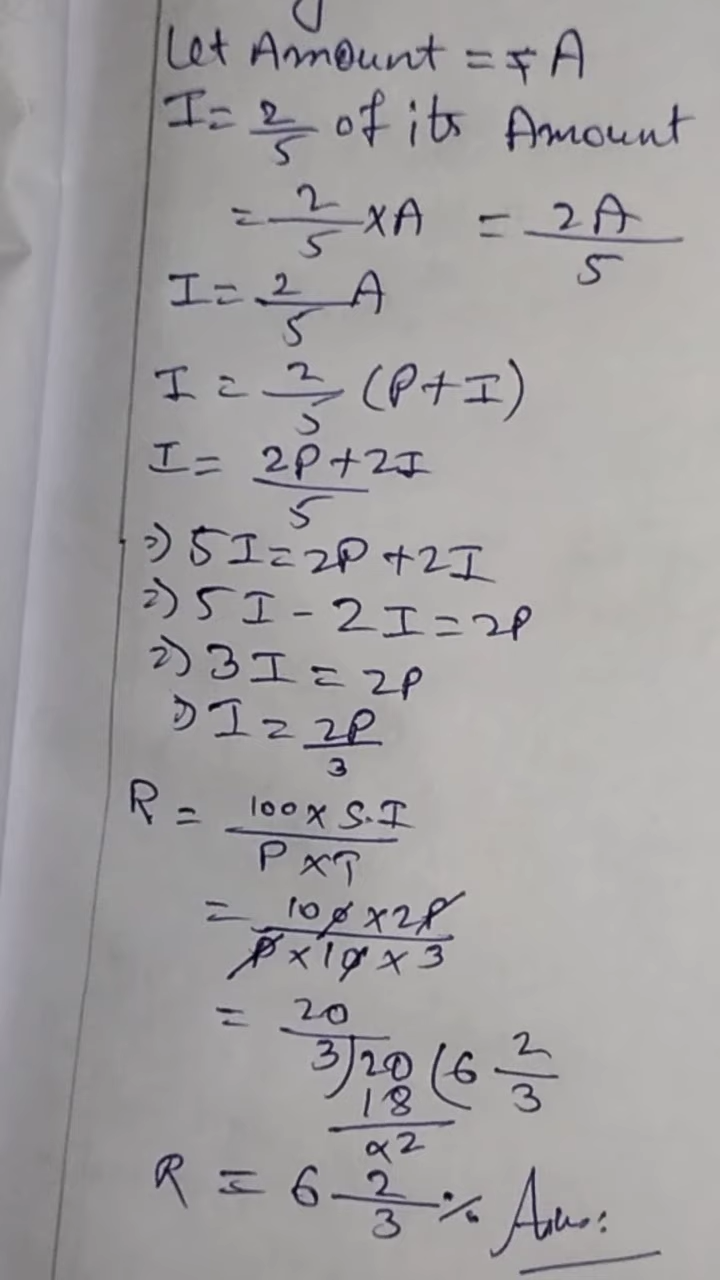 Let Amount = ₹ A
I = 2/5 of its Amount
= 2/5 × A = 2A/5
I = 2/5 A
I = 2/5 (P + I)
I = 2P + 2I / 5
⇒ 5I = 2P + 2I
⇒ 5I - 2I = 2P
⇒ 3I = 2P
⇒ I = 2P/3
R = 100 × S.I / P × T
= 100 × 2P / P × 10 × 3
= 20 / 3)20(6 2/3
18
×2
R = 6 2/3 % Ans: